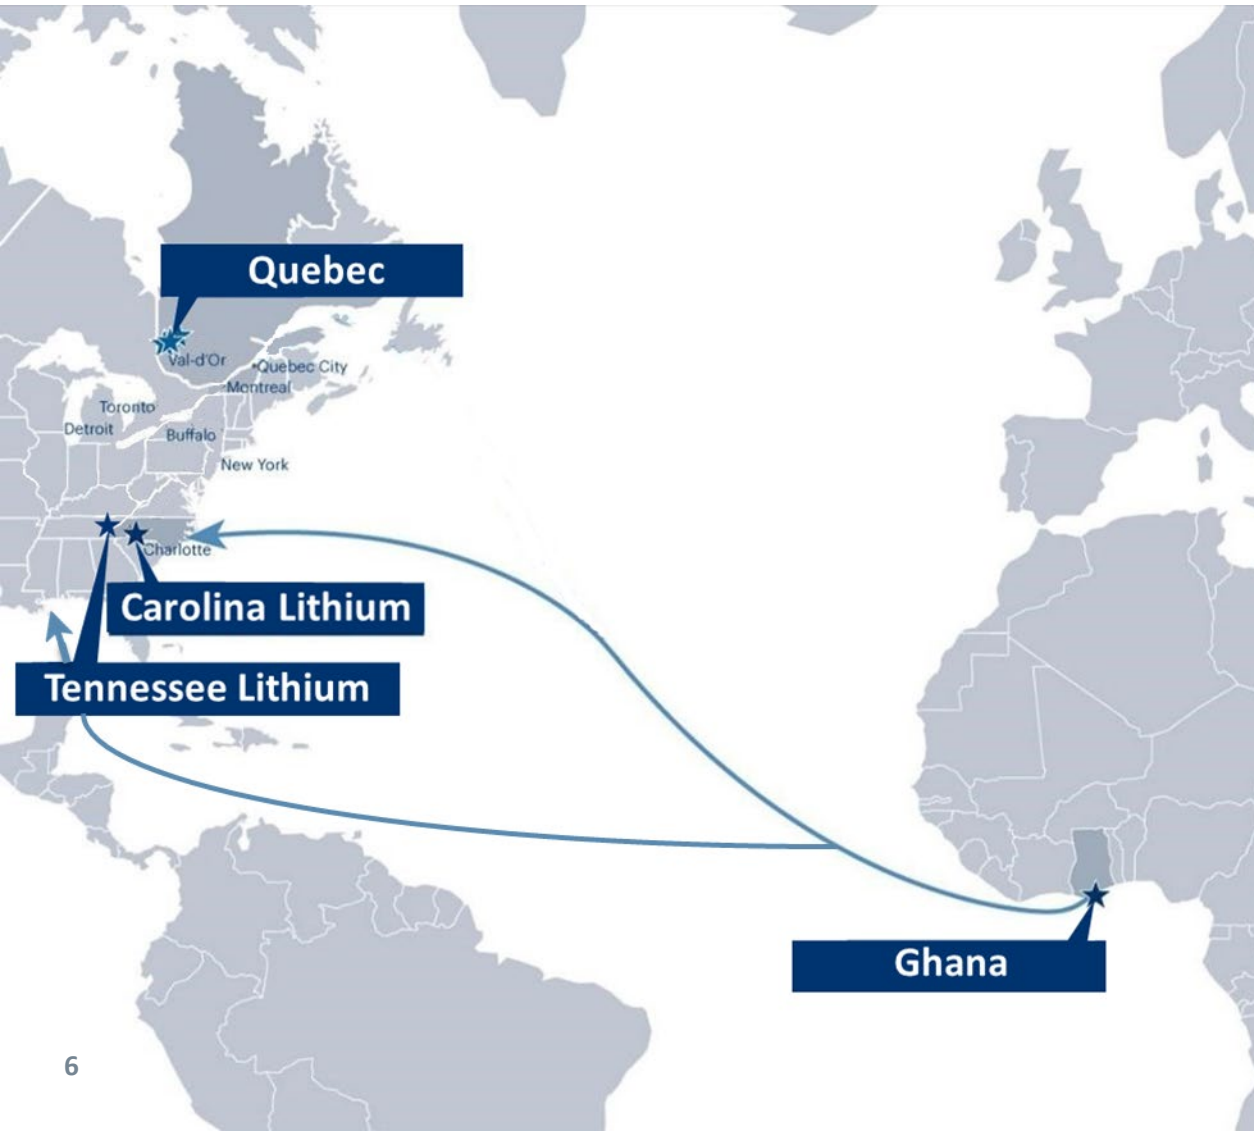 Quebec
Val-d'Or
Quebec City
Montreal
Toronto
Detroit
Buffalo
New York
Charlotte
Carolina Lithium
Tennessee Lithium
Ghana
6